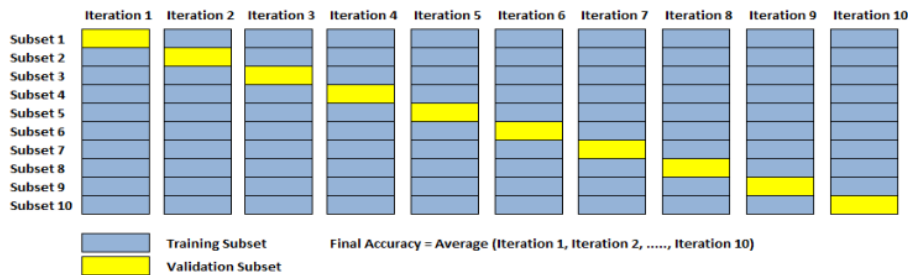 Iteration 1 Iteration 2 Iteration 3 Iteration 4 Iteration 5 Iteration 6 Iteration 7 Iteration 8 Iteration 9 Iteration 10
Subset 1
Subset 2
Subset 3
Subset 4
Subset 5
Subset 6
Subset 7
Subset 8
Subset 9
Subset 10
Training Subset Final Accuracy = Average (Iteration 1, Iteration 2, ....., Iteration 10)
Validation Subset